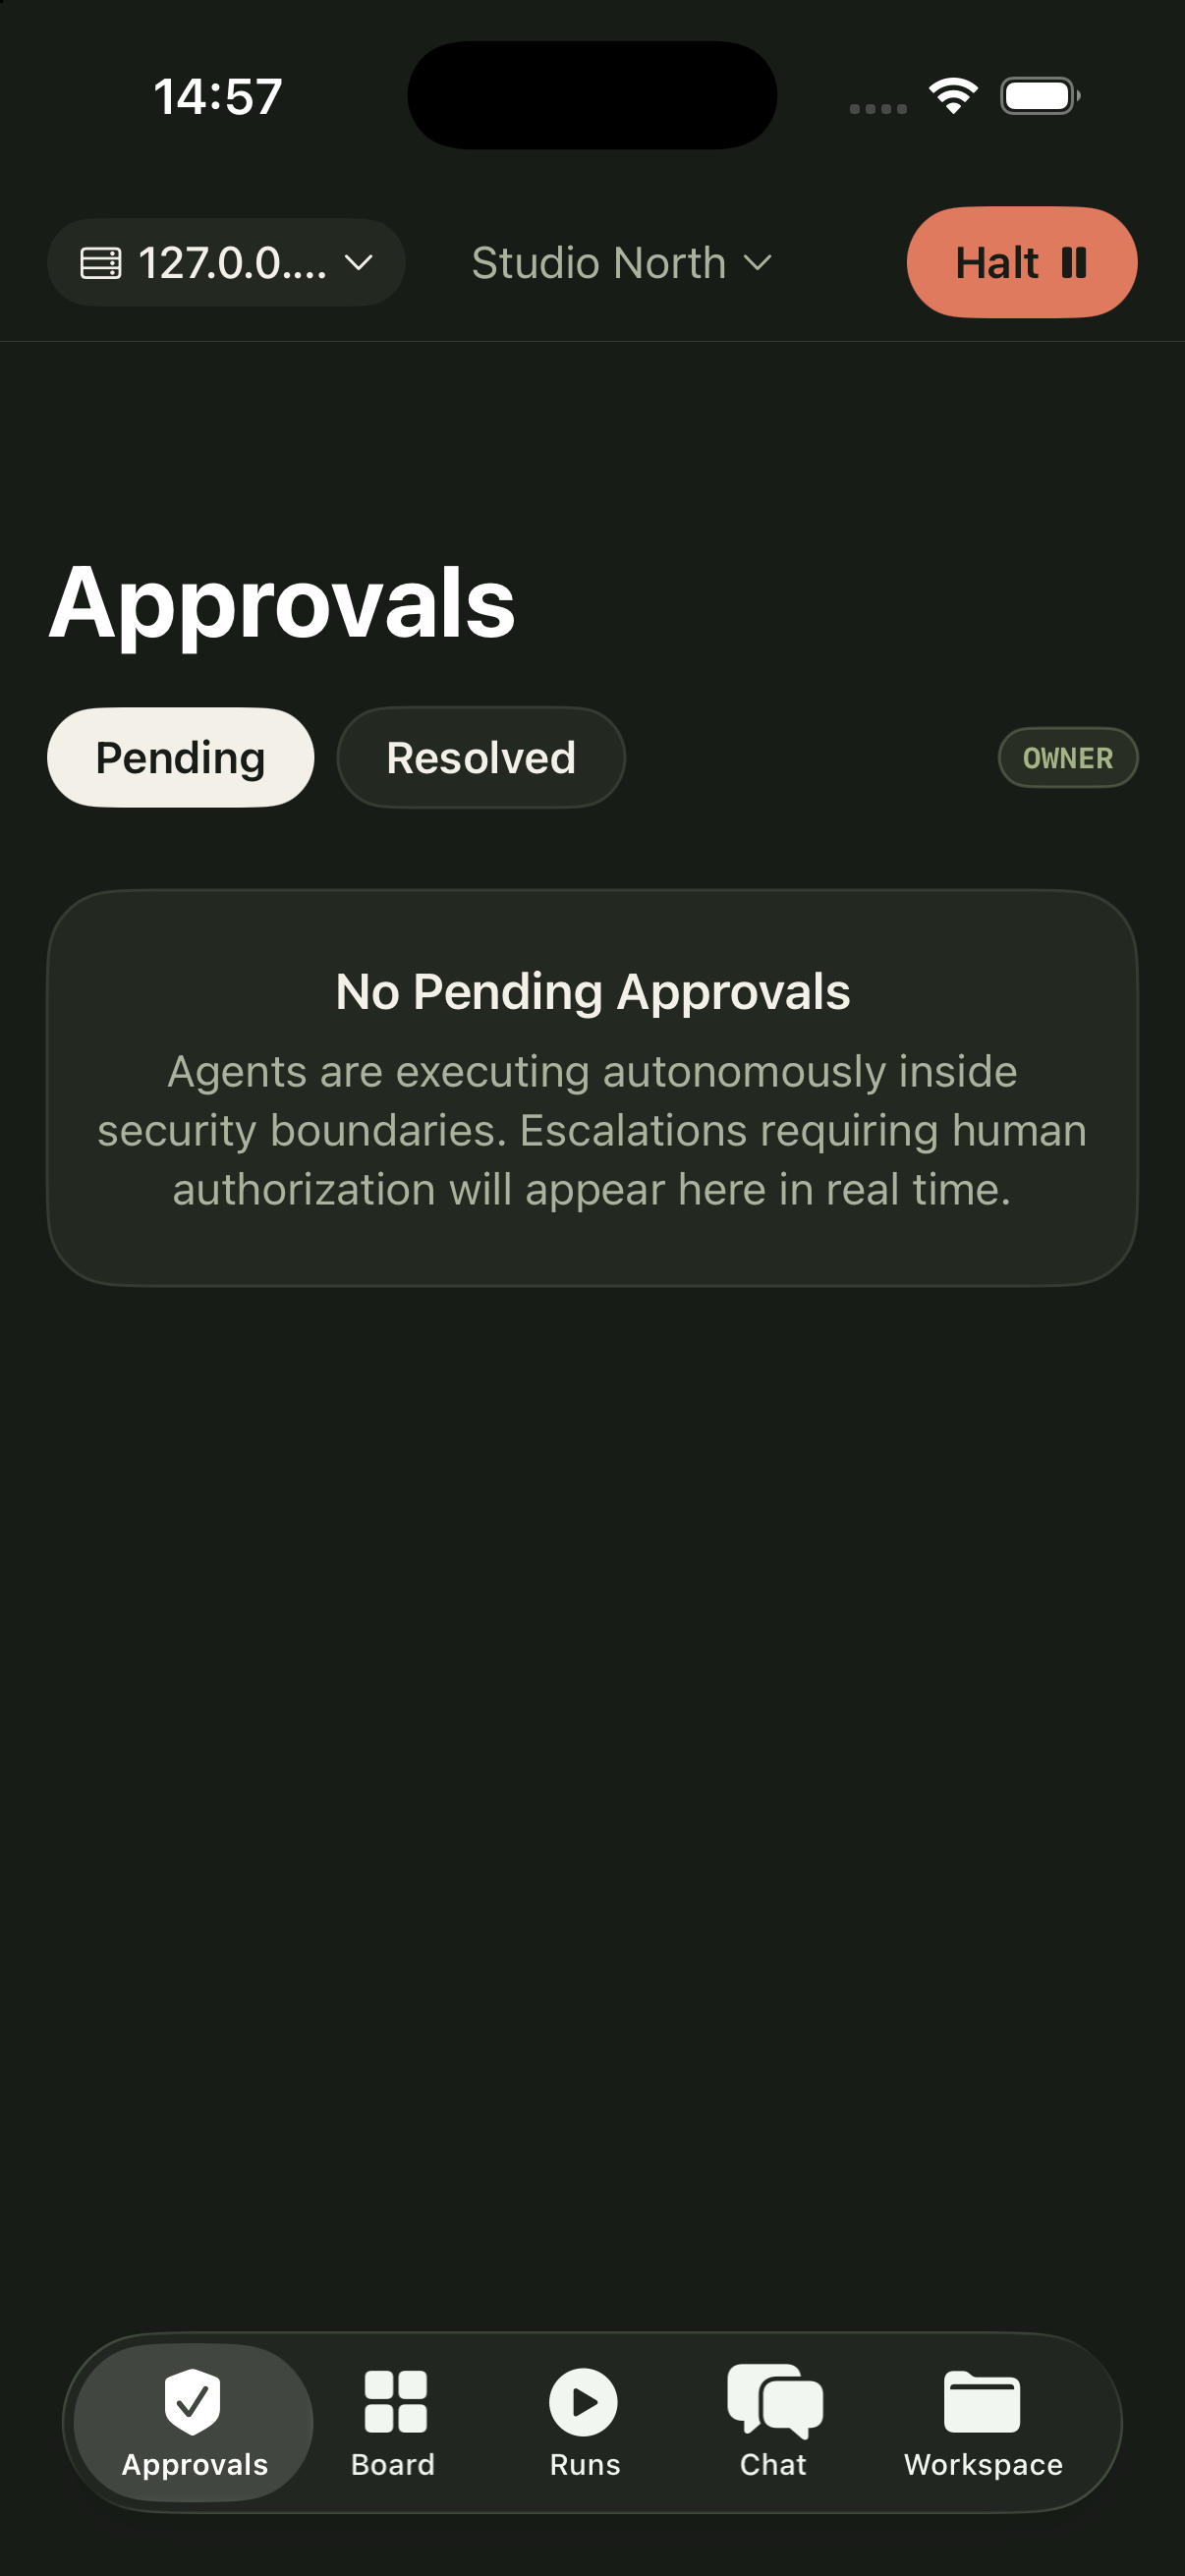 14:57
127.0.0....
Studio North
Halt
Approvals
Pending
Resolved
OWNER
No Pending Approvals
Agents are executing autonomously inside
security boundaries. Escalations requiring human
authorization will appear here in real time.
Approvals
Board
Runs
Chat
Workspace